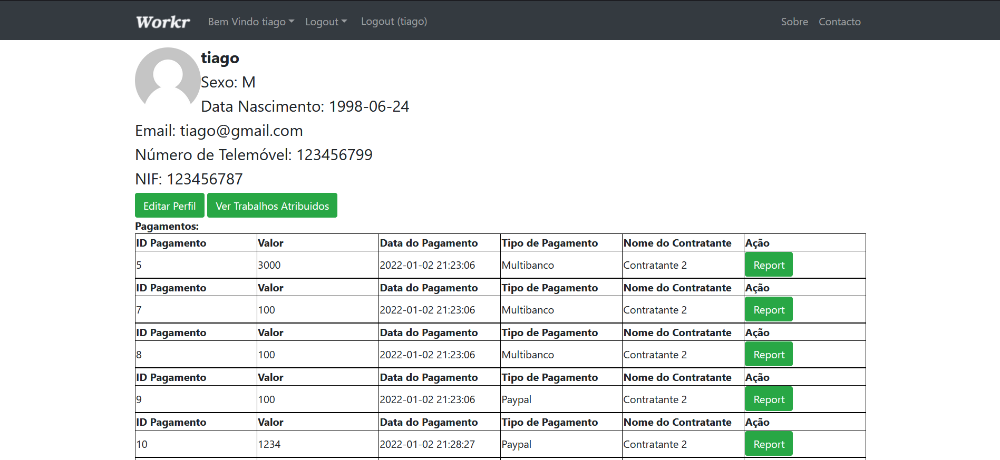 Workr Bem Vindo tiago Logout Logout (tiago) Sobre Contacto
tiago
Sexo: M
Data Nascimento: 1998-06-24
Email: tiago@gmail.com
Número de Telemóvel: 123456799
NIF: 123456787
Editar Perfil Ver Trabalhos Atribuidos
Pagamentos:
ID Pagamento Valor Data do Pagamento Tipo de Pagamento Nome do Contratante Ação
5 3000 2022-01-02 21:23:06 Multibanco Contratante 2 Report
ID Pagamento Valor Data do Pagamento Tipo de Pagamento Nome do Contratante Ação
7 100 2022-01-02 21:23:06 Multibanco Contratante 2 Report
ID Pagamento Valor Data do Pagamento Tipo de Pagamento Nome do Contratante Ação
8 100 2022-01-02 21:23:06 Multibanco Contratante 2 Report
ID Pagamento Valor Data do Pagamento Tipo de Pagamento Nome do Contratante Ação
9 100 2022-01-02 21:23:06 Paypal Contratante 2 Report
ID Pagamento Valor Data do Pagamento Tipo de Pagamento Nome do Contratante Ação
10 1234 2022-01-02 21:28:27 Paypal Contratante 2 Report